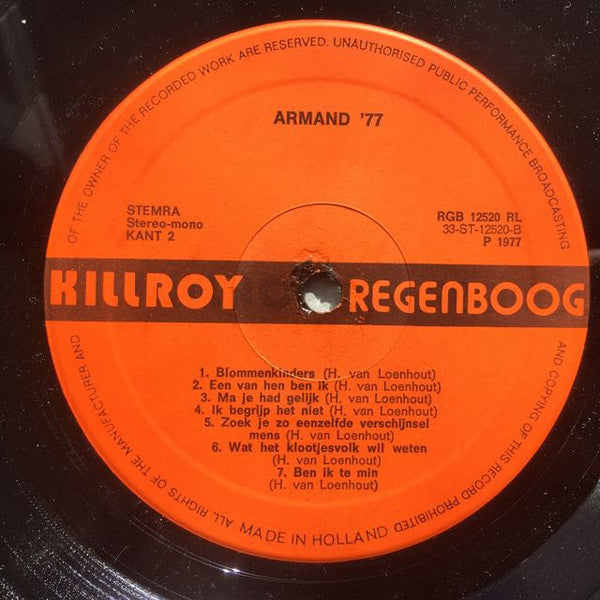 OF THE OWNER OF THE RECORDED WORK ARE RESERVED. UNAUTHORISED PUBLIC PERFORMANCE BROADCASTING
ARMAND '77
STEMRA
Stereo-mono
KANT 2
RGB 12520 RL
33-ST-12520-B
P 1977
KILLROY REGENBOOG
1. Blommenkinders (H. van Loenhout)
2. Een van hen ben ik (H. van Loenhout)
3. Ma je had gelijk (H. van Loenhout)
4. Ik begrijp het niet (H. van Loenhout)
5. Zoek je zo eenzelfde verschijnsel
mens (H. van Loenhout)
6. Wat het klootjesvolk wil weten
(H. van Loenhout)
7. Ben ik te min
(H. van Loenhout)
AND COPYING OF THIS RECORD PROHIBITED
MADE IN HOLLAND
ALL RIGHTS OF THE MANUFACTURER AND